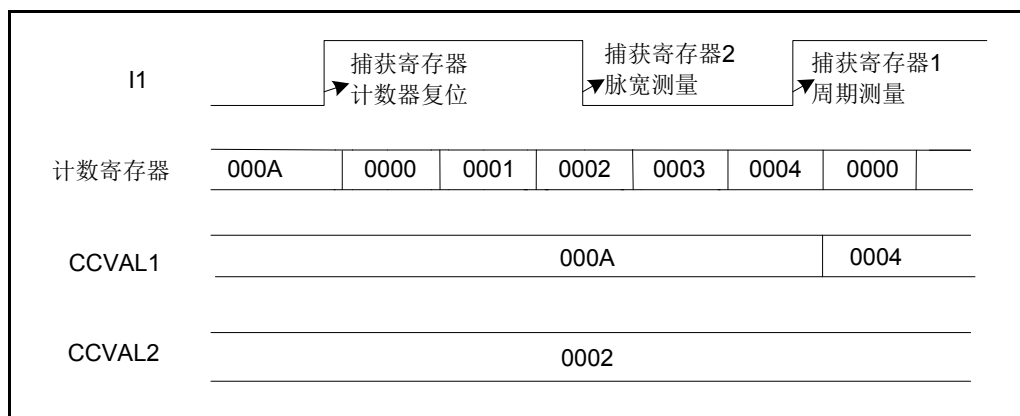 I1
捕获寄存器
计数器复位
捕获寄存器2
脉宽测量
捕获寄存器1
周期测量
计数寄存器 000A 0000 0001 0002 0003 0004 0000
CCVAL1 000A 0004
CCVAL2 0002